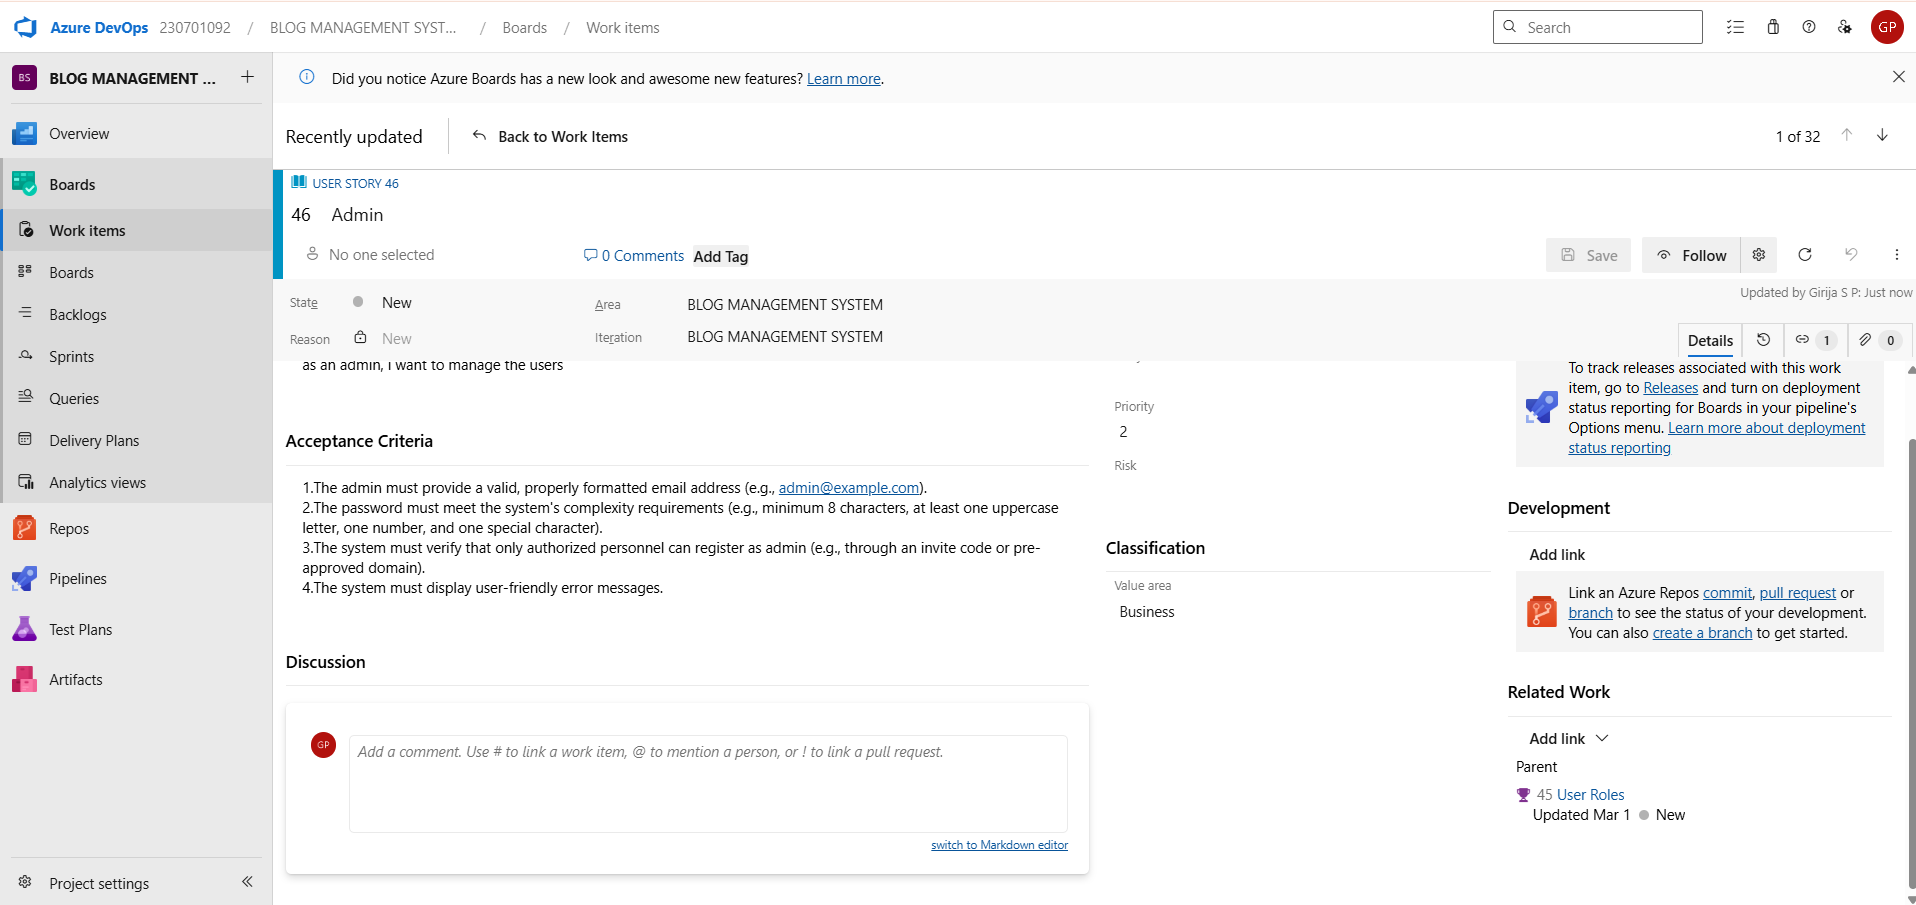 Azure DevOps 230701092 / BLOG MANAGEMENT SYST... / Boards / Work items
Search
GP
BS BLOG MANAGEMENT ...
Overview
Boards
Work items
Boards
Backlogs
Sprints
Queries
Delivery Plans
Analytics views
Repos
Pipelines
Test Plans
Artifacts
Project settings
Did you notice Azure Boards has a new look and awesome new features? Learn more.
Recently updated
Back to Work Items
1 of 32
USER STORY 46
46 Admin
No one selected
0 Comments
Add Tag
Save
Follow
State New
Reason New
Area BLOG MANAGEMENT SYSTEM
Iteration BLOG MANAGEMENT SYSTEM
Updated by Girija S P: Just now
Details
1
0
as an admin, I want to manage the users
Acceptance Criteria
1.The admin must provide a valid, properly formatted email address (e.g., admin@example.com).
2.The password must meet the system's complexity requirements (e.g., minimum 8 characters, at least one uppercase
letter, one number, and one special character).
3.The system must verify that only authorized personnel can register as admin (e.g., through an invite code or pre-
approved domain).
4.The system must display user-friendly error messages.
Discussion
GP
Add a comment. Use # to link a work item, @ to mention a person, or ! to link a pull request.
switch to Markdown editor
Priority
2
Risk
Classification
Value area
Business
To track releases associated with this work
item, go to Releases and turn on deployment
status reporting for Boards in your pipeline's
Options menu. Learn more about deployment
status reporting
Development
Add link
Link an Azure Repos commit, pull request or
branch to see the status of your development.
You can also create a branch to get started.
Related Work
Add link
Parent
45 User Roles
Updated Mar 1 New